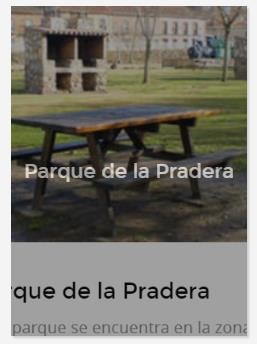 Parque de la Pradera
rque de la Pradera
parque se encuentra en la zona